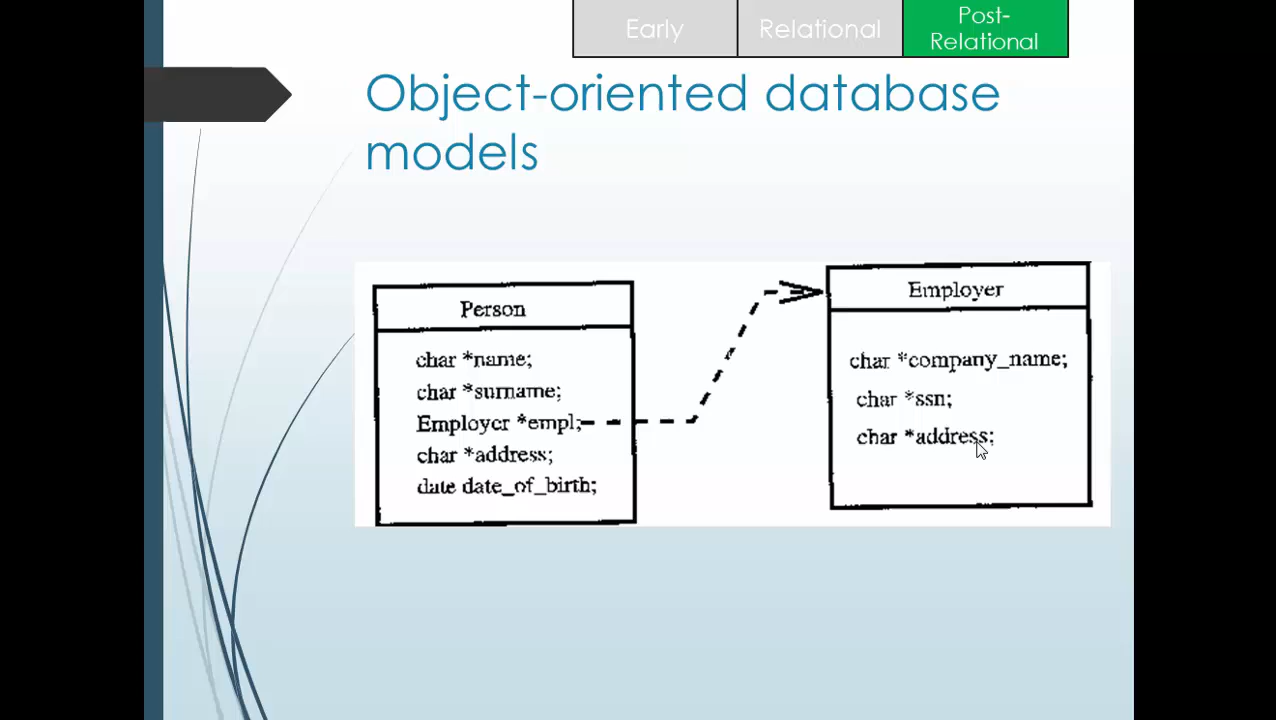 Early
Relational
Post-
Relational
Object-oriented database
models
Person
char *name;
char *surname;
Employer *empl;
char *address;
date date_of_birth;
Employer
char *company_name;
char *ssn;
char *address;